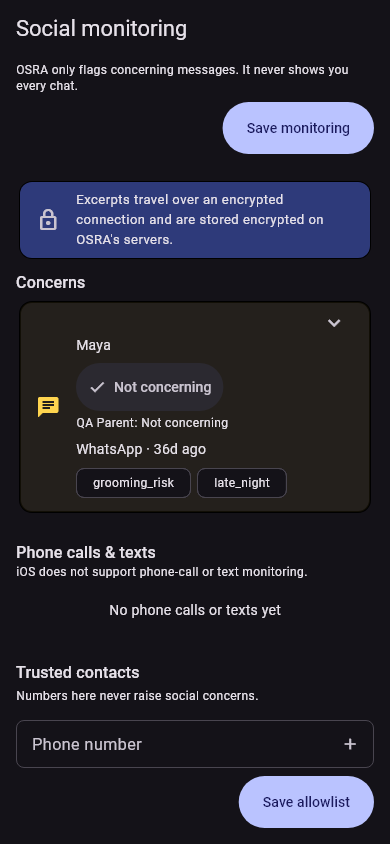 Social monitoring
OSRA only flags concerning messages. It never shows you
every chat.
Save monitoring
Excerpts travel over an encrypted
connection and are stored encrypted on
OSRA's servers.
Concerns
Maya
Not concerning
QA Parent: Not concerning
WhatsApp · 36d ago
grooming_risk
late_night
Phone calls & texts
iOS does not support phone-call or text monitoring.
No phone calls or texts yet
Trusted contacts
Numbers here never raise social concerns.
Phone number
Save allowlist